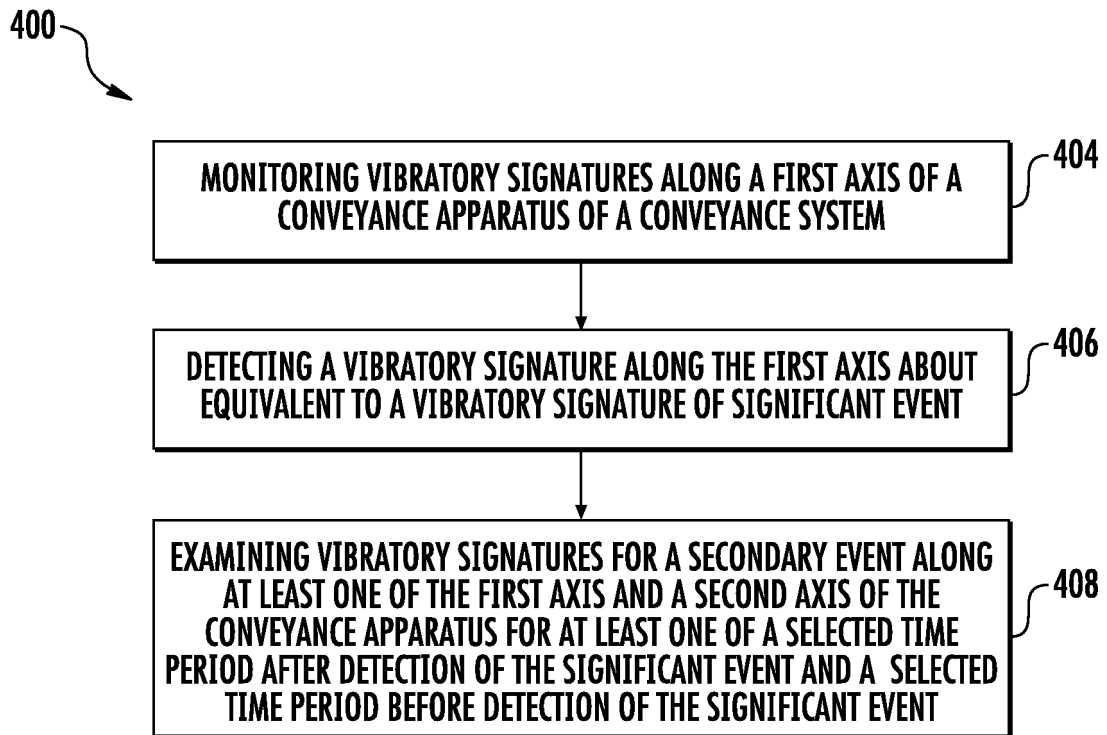 400
MONITORING VIBRATORY SIGNATURES ALONG A FIRST AXIS OF A
CONVEYANCE APPARATUS OF A CONVEYANCE SYSTEM
404
DETECTING A VIBRATORY SIGNATURE ALONG THE FIRST AXIS ABOUT
EQUIVALENT TO A VIBRATORY SIGNATURE OF SIGNIFICANT EVENT
406
EXAMINING VIBRATORY SIGNATURES FOR A SECONDARY EVENT ALONG
AT LEAST ONE OF THE FIRST AXIS AND A SECOND AXIS OF THE
CONVEYANCE APPARATUS FOR AT LEAST ONE OF A SELECTED TIME
PERIOD AFTER DETECTION OF THE SIGNIFICANT EVENT AND A SELECTED
TIME PERIOD BEFORE DETECTION OF THE SIGNIFICANT EVENT
408